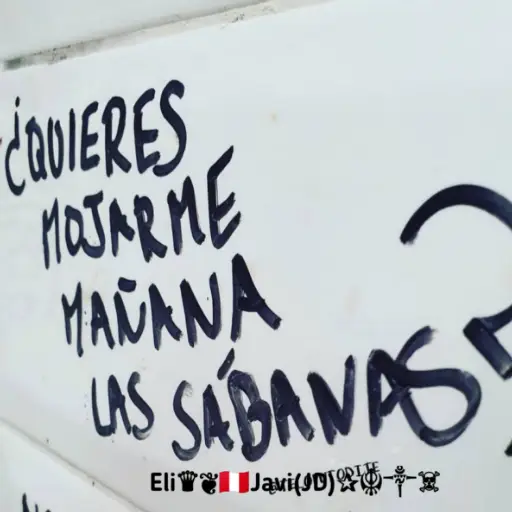 ¿QUIERES
MOJARME
MAÑANA
LAS SÁBANAS?
Eli♛❦🇵🇪Javi(JD)☆☬⸸☠